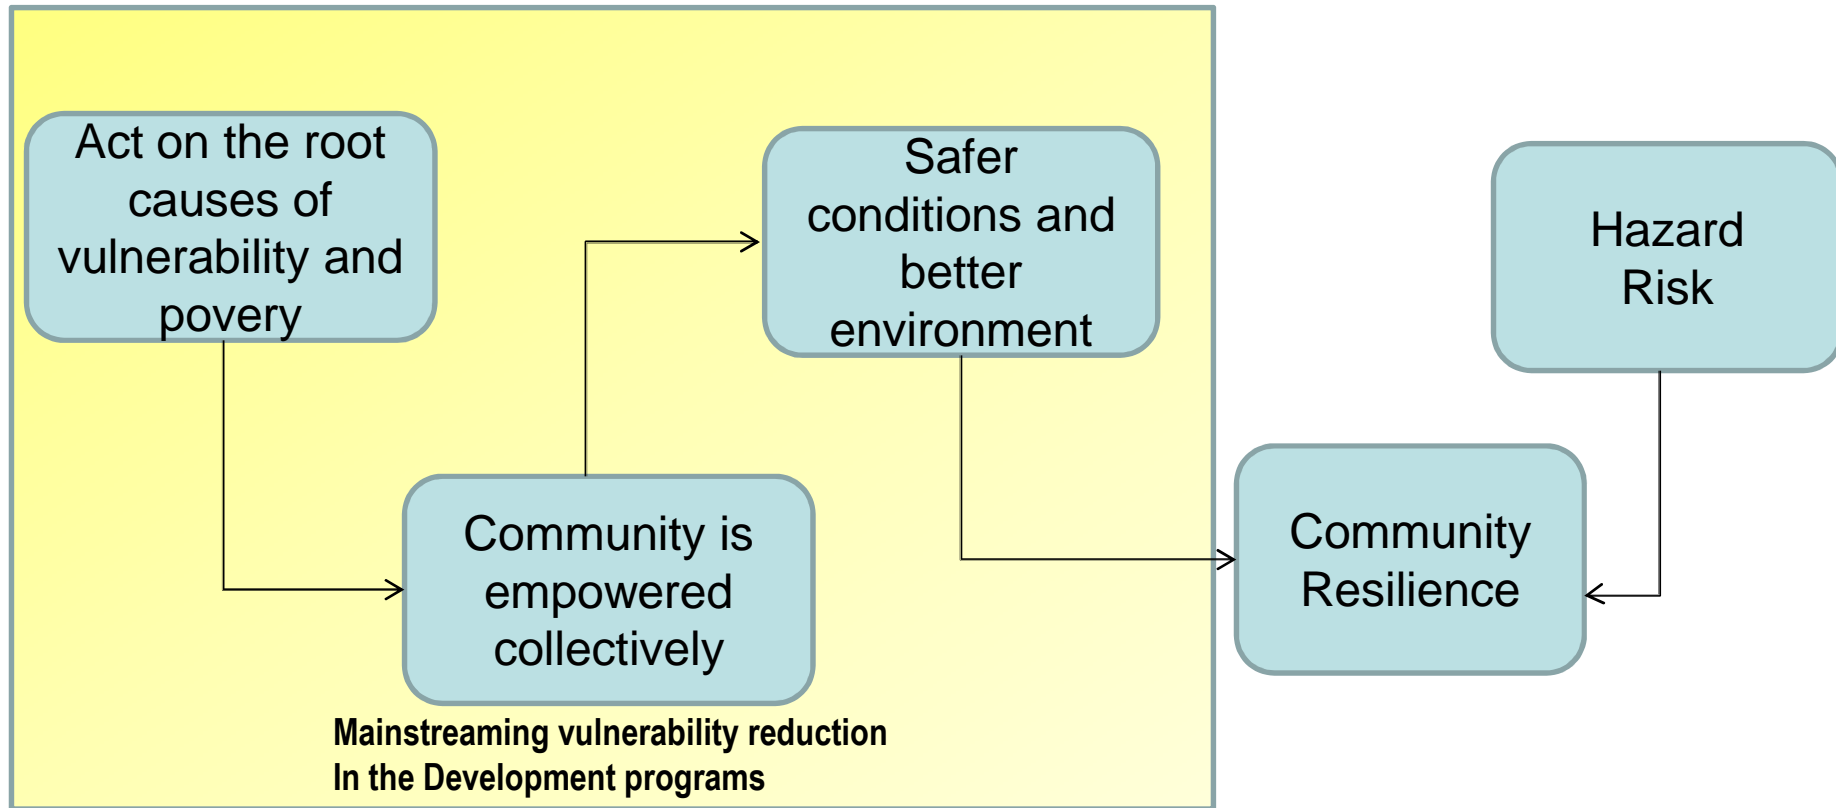 Act on the root
causes of
vulnerability and
povery
Safer
conditions and
better
environment
Hazard
Risk
Community is
empowered
collectively
Community
Resilience
Mainstreaming vulnerability reduction
In the Development programs